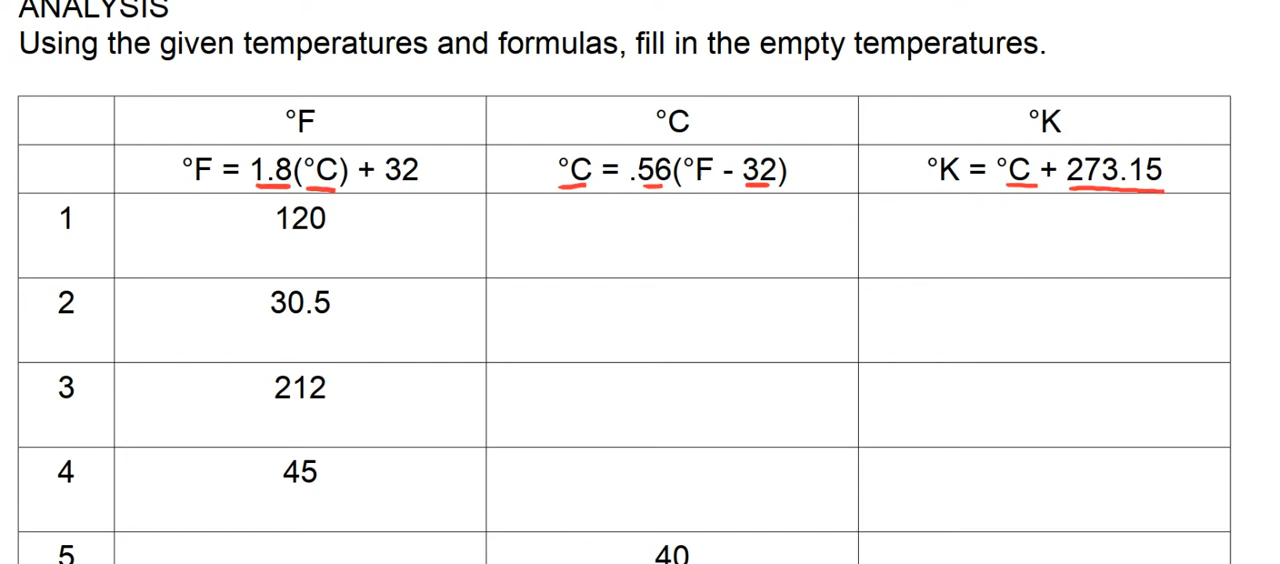 ANALYSIS
Using the given temperatures and formulas, fill in the empty temperatures.
°F °C °K
°F = 1.8(°C) + 32 °C = .56(°F - 32) °K = °C + 273.15
1 120
2 30.5
3 212
4 45
5 40